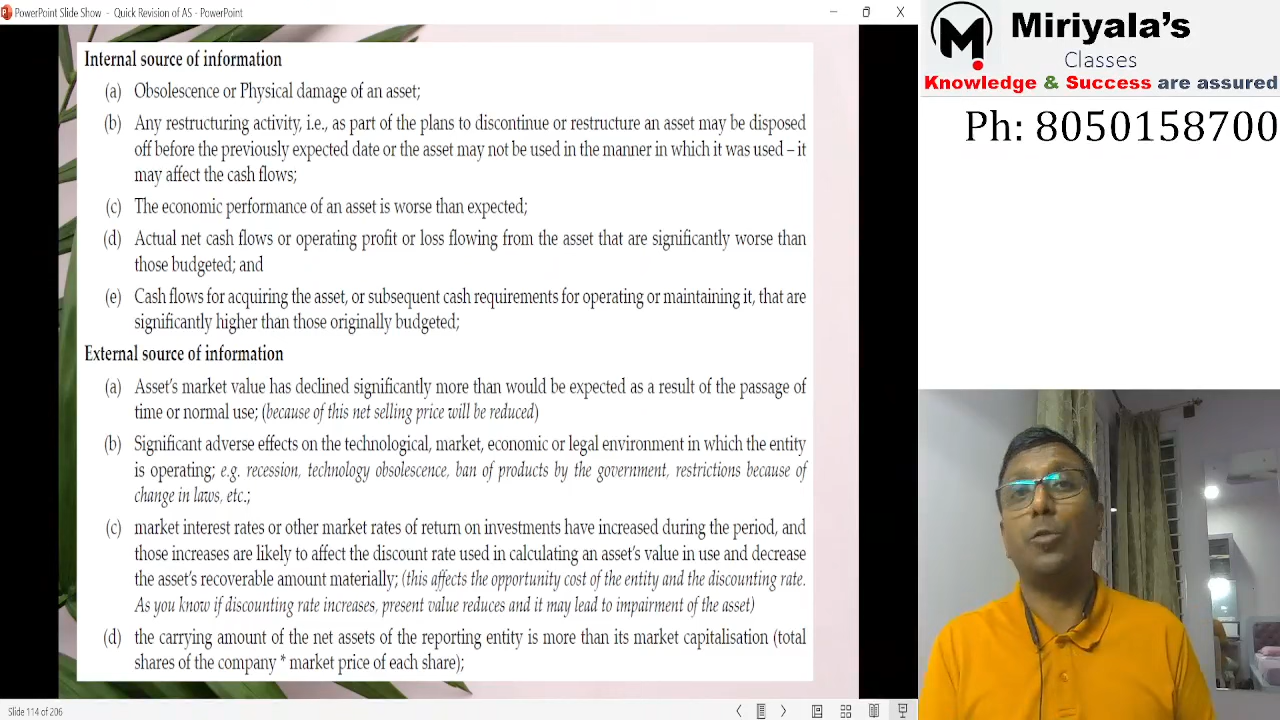 PowerPoint Slide Show - Quick Revision of AS - PowerPoint
Internal source of information
(a) Obsolescence or Physical damage of an asset;
(b) Any restructuring activity, i.e., as part of the plans to discontinue or restructure an asset may be disposed
off before the previously expected date or the asset may not be used in the manner in which it was used – it
may affect the cash flows;
(c) The economic performance of an asset is worse than expected;
(d) Actual net cash flows or operating profit or loss flowing from the asset that are significantly worse than
those budgeted; and
(e) Cash flows for acquiring the asset, or subsequent cash requirements for operating or maintaining it, that are
significantly higher than those originally budgeted;
External source of information
(a) Asset's market value has declined significantly more than would be expected as a result of the passage of
time or normal use; (because of this net selling price will be reduced)
(b) Significant adverse effects on the technological, market, economic or legal environment in which the entity
is operating; e.g. recession, technology obsolescence, ban of products by the government, restrictions because of
change in laws, etc.;
(c) market interest rates or other market rates of return on investments have increased during the period, and
those increases are likely to affect the discount rate used in calculating an asset's value in use and decrease
the asset's recoverable amount materially; (this affects the opportunity cost of the entity and the discounting rate.
As you know if discounting rate increases, present value reduces and it may lead to impairment of the asset)
(d) the carrying amount of the net assets of the reporting entity is more than its market capitalisation (total
shares of the company * market price of each share);
Slide 114 of 206
M
Miriyala's
Classes
Knowledge & Success are assured
Ph: 8050158700